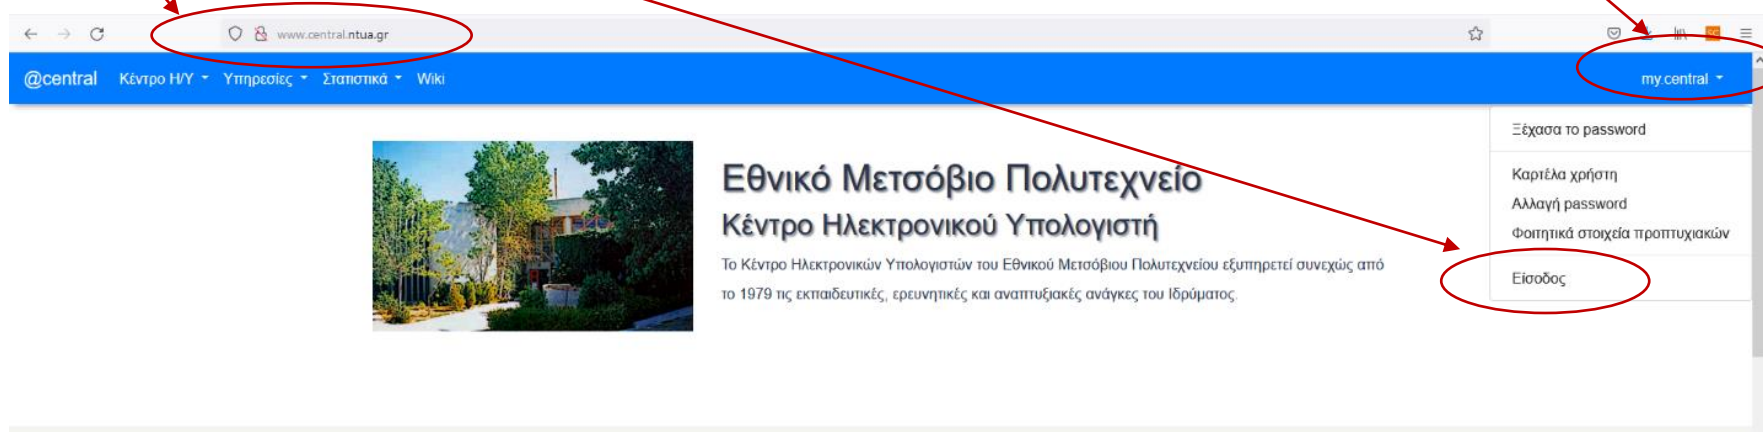 www.central.ntua.gr
SG
@central Κέντρο Η/Υ Υπηρεσίες Στατιστικά Wiki my.central
Ξέχασα το password
Καρτέλα χρήστη
Αλλαγή password
Φοιτητικά στοιχεία προπτυχιακών
Είσοδος
Εθνικό Μετσόβιο Πολυτεχνείο
Κέντρο Ηλεκτρονικού Υπολογιστή
Το Κέντρο Ηλεκτρονικών Υπολογιστών του Εθνικού Μετσόβιου Πολυτεχνείου εξυπηρετεί συνεχώς από
το 1979 τις εκπαιδευτικές, ερευνητικές και αναπτυξιακές ανάγκες του Ιδρύματος.